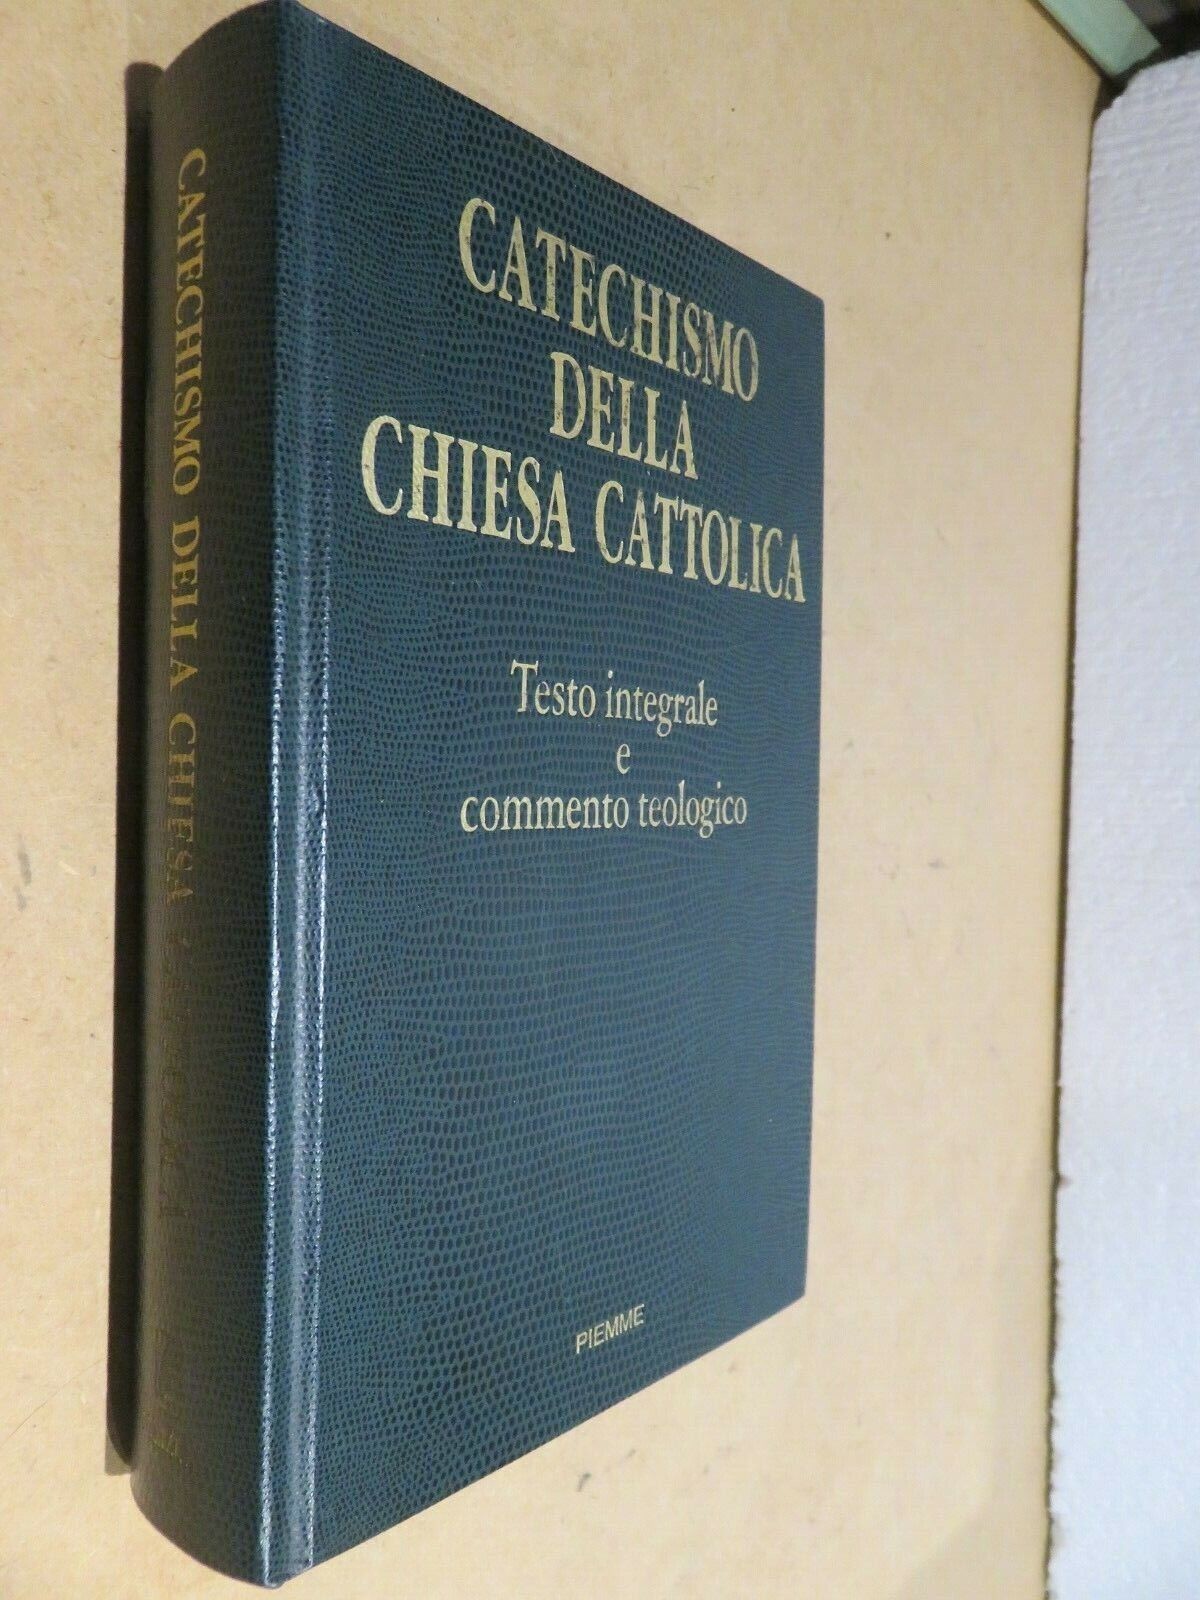 CATECHISMO
DELLA
CHIESA CATTOLICA
Testo integrale
e
commento teologico
PIEMME
CATECHISMO DELLA CHIESA